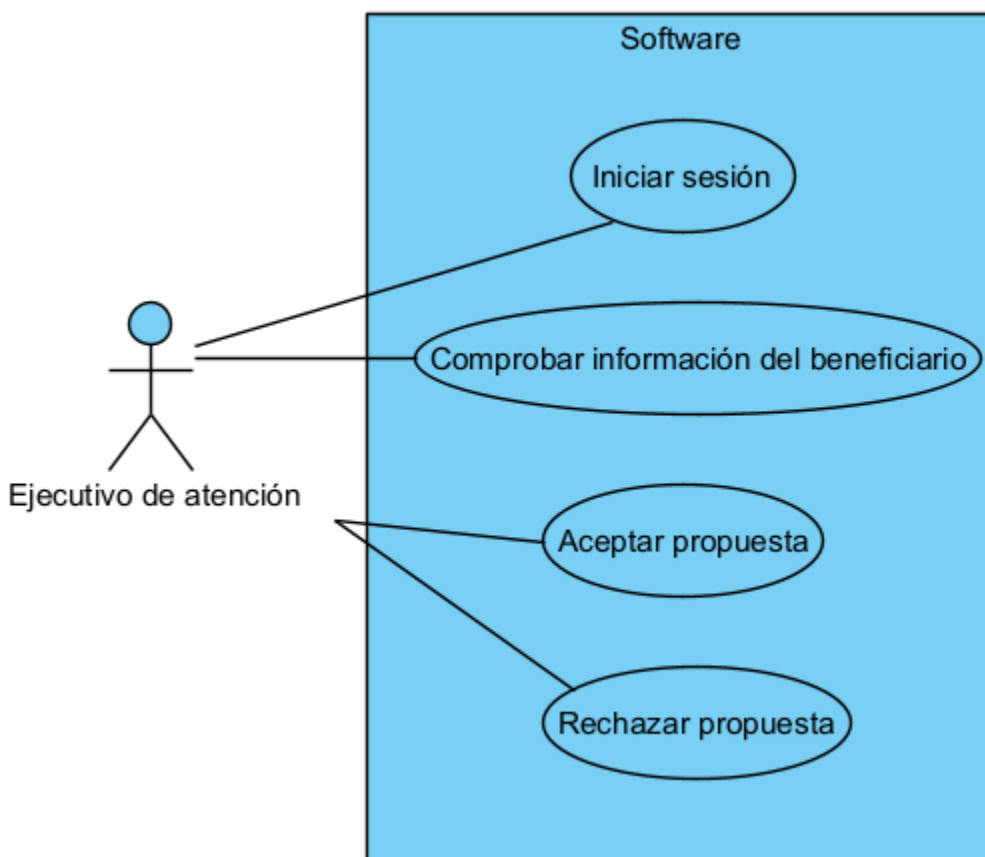 Software
Iniciar sesión
Comprobar información del beneficiario
Ejecutivo de atención
Aceptar propuesta
Rechazar propuesta